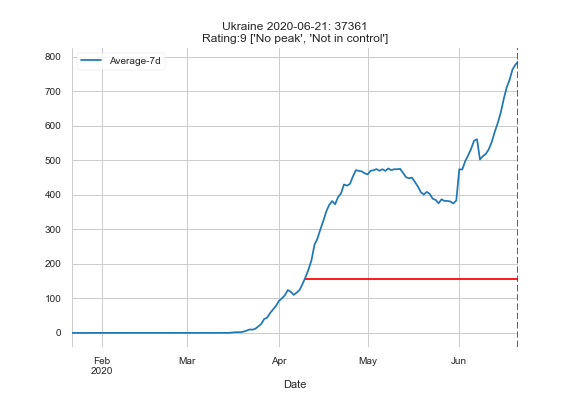 Ukraine 2020-06-21: 37361
Rating:9 ['No peak', 'Not in control']
Average-7d
800
700
600
500
400
300
200
100
0
Feb
2020
Mar
Apr
May
Jun
Date